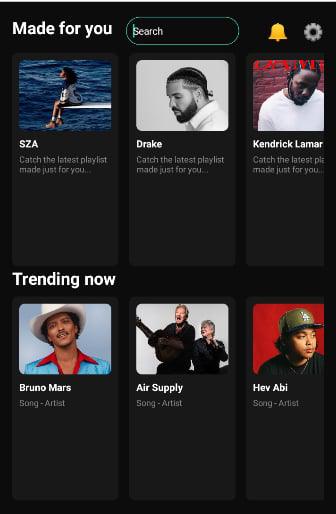 Made for you
Search
SZA
Catch the latest playlist
made just for you...
Drake
Catch the latest playlist
made just for you...
Kendrick Lamar
Catch the latest pla
made just for you...
Trending now
Bruno Mars
Song - Artist
Air Supply
Song - Artist
Hev Abi
Song - Artist